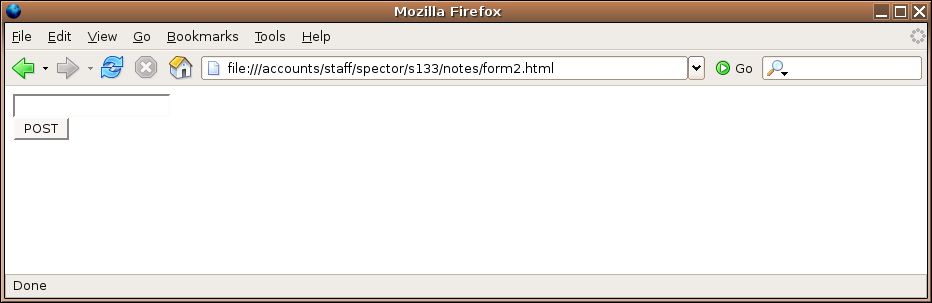 Mozilla Firefox
File Edit View Go Bookmarks Tools Help
file:///accounts/staff/spector/s133/notes/form2.html Go
POST
Done